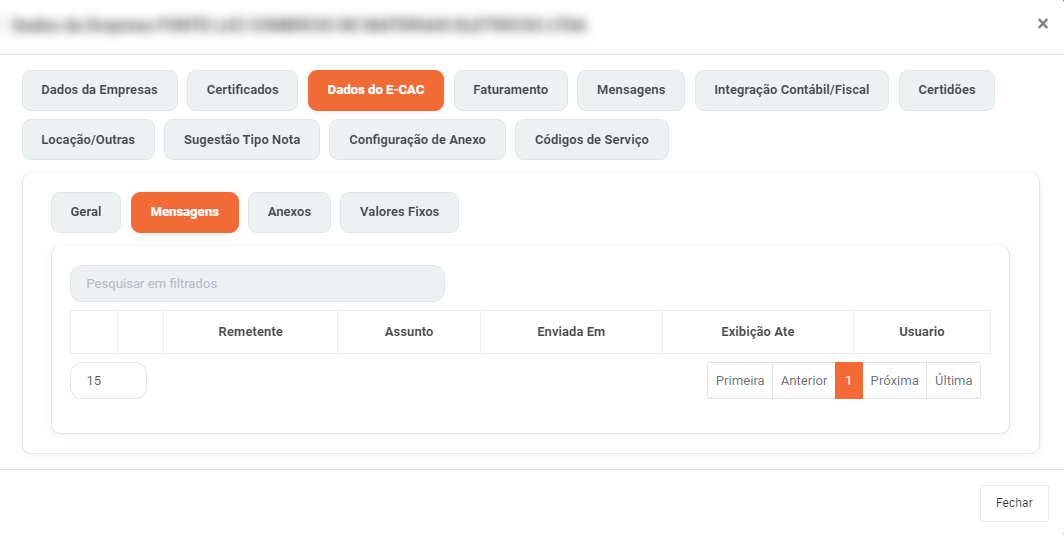 ×
Dados da Empresas Certificados Dados do E-CAC Faturamento Mensagens Integração Contábil/Fiscal Certidões
Locação/Outras Sugestão Tipo Nota Configuração de Anexo Códigos de Serviço
Geral Mensagens Anexos Valores Fixos
Pesquisar em filtrados
Remetente Assunto Enviada Em Exibição Ate Usuario
15 Primeira Anterior 1 Próxima Última
Fechar